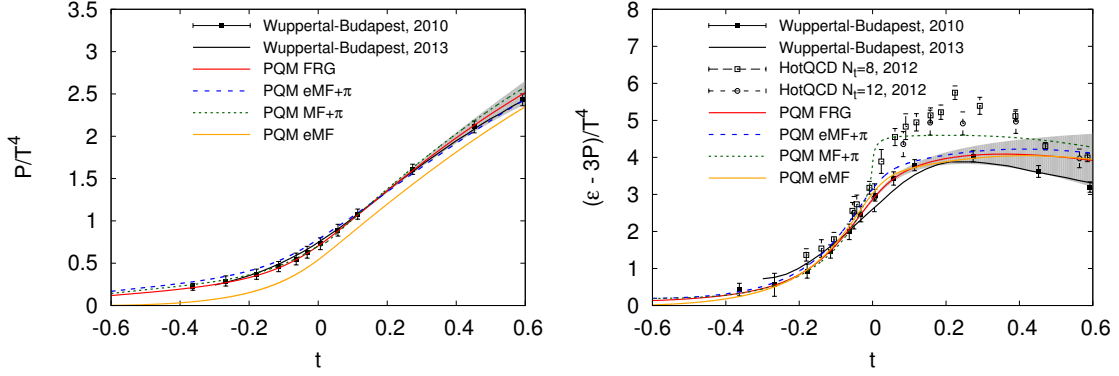 P/T⁴
3.5
3
2.5
2
1.5
1
0.5
0
-0.6 -0.4 -0.2 0 0.2 0.4 0.6
t
Wuppertal-Budapest, 2010
Wuppertal-Budapest, 2013
PQM FRG
PQM eMF+π
PQM MF+π
PQM eMF
(ε - 3P)/T⁴
8
7
6
5
4
3
2
1
0
-0.6 -0.4 -0.2 0 0.2 0.4 0.6
t
Wuppertal-Budapest, 2010
Wuppertal-Budapest, 2013
HotQCD Nₜ=8, 2012
HotQCD Nₜ=12, 2012
PQM FRG
PQM eMF+π
PQM MF+π
PQM eMF